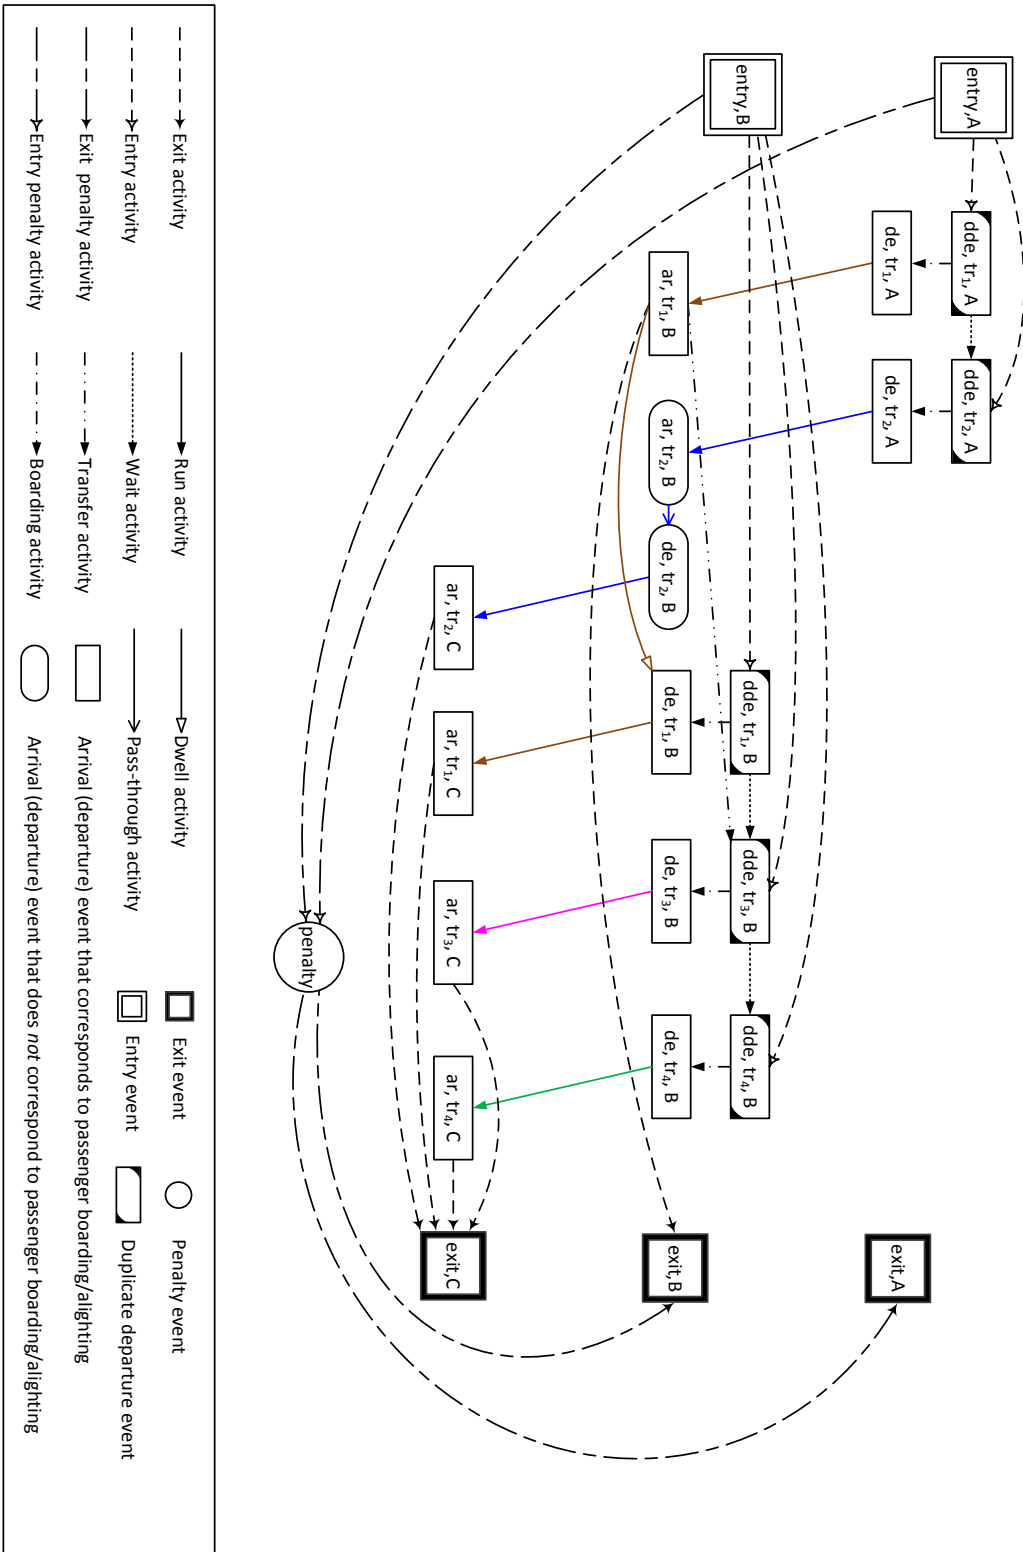 entry,A
dde, tr1, A
dde, tr2, A
exit,A
de, tr1, A
de, tr2, A
entry,B
dde, tr1, B
dde, tr3, B
dde, tr4, B
ar, tr1, B
ar, tr2, B
de, tr2, B
de, tr1, B
de, tr3, B
de, tr4, B
exit,B
ar, tr2, C
ar, tr1, C
ar, tr3, C
ar, tr4, C
exit,C
penalty
Exit activity
Run activity
Dwell activity
Exit event
Penalty event
Entry activity
Wait activity
Pass-through activity
Entry event
Duplicate departure event
Exit penalty activity
Transfer activity
Arrival (departure) event that corresponds to passenger boarding/alighting
Entry penalty activity
Boarding activity
Arrival (departure) event that does not correspond to passenger boarding/alighting